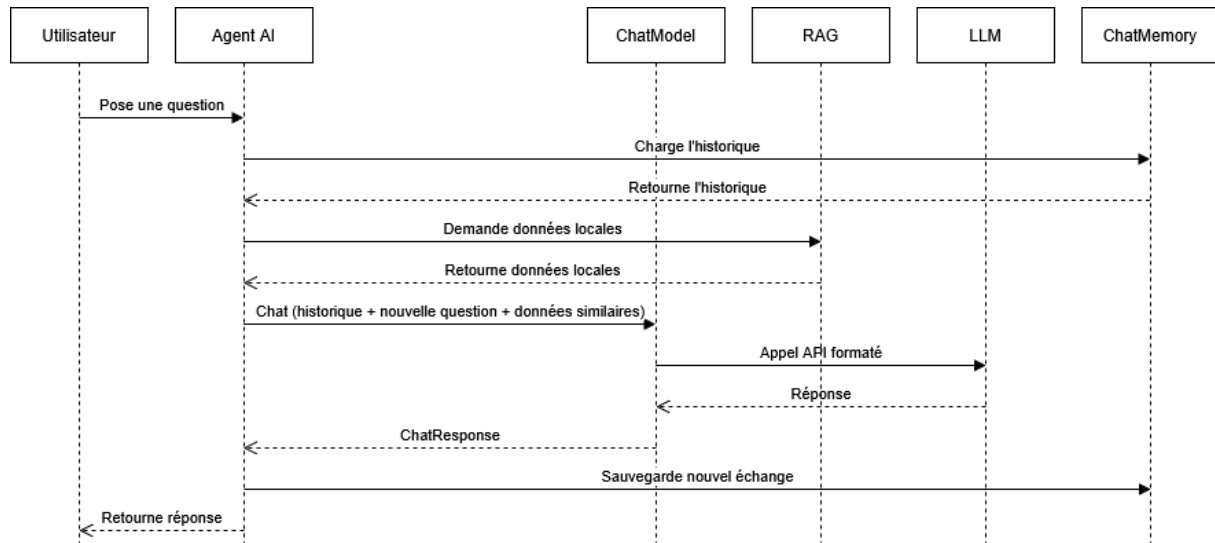 Utilisateur
Agent AI
ChatModel
RAG
LLM
ChatMemory
Pose une question
Charge l'historique
Retourne l'historique
Demande données locales
Retourne données locales
Chat (historique + nouvelle question + données similaires)
Appel API formaté
Réponse
ChatResponse
Sauvegarde nouvel échange
Retourne réponse